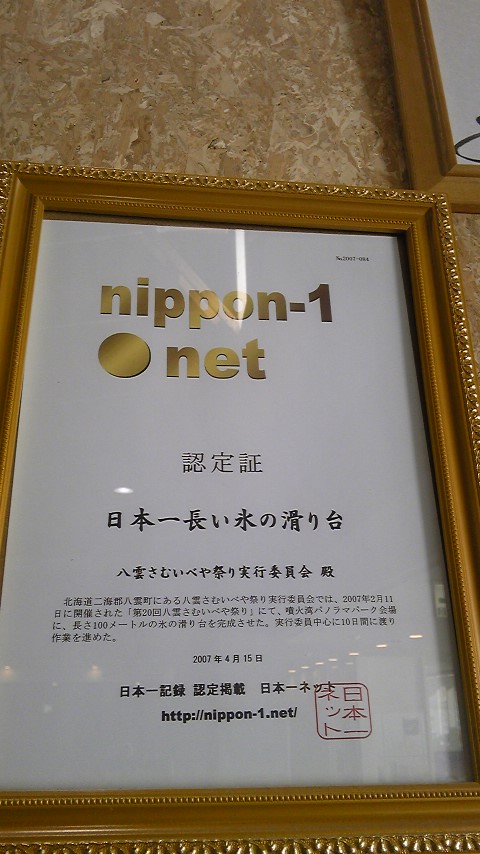 №2007-004
nippon-1
● net
認定証
日本一長い氷の滑り台
八雲さむいべや祭り実行委員会 殿
北海道二海郡八雲町にある八雲さむいべや祭り実行委員会では、2007年2月11
日に開催された「第20回八雲さむいべや祭り」にて、噴火湾パノラマパーク会場
に、長さ100メートルの氷の滑り台を完成させた。実行委員中心に10日間に渡り
作業を進めた。
2007年4月15日
日本一記録 認定掲載 日本一ネット
http://nippon-1.net/
日本一
ネット